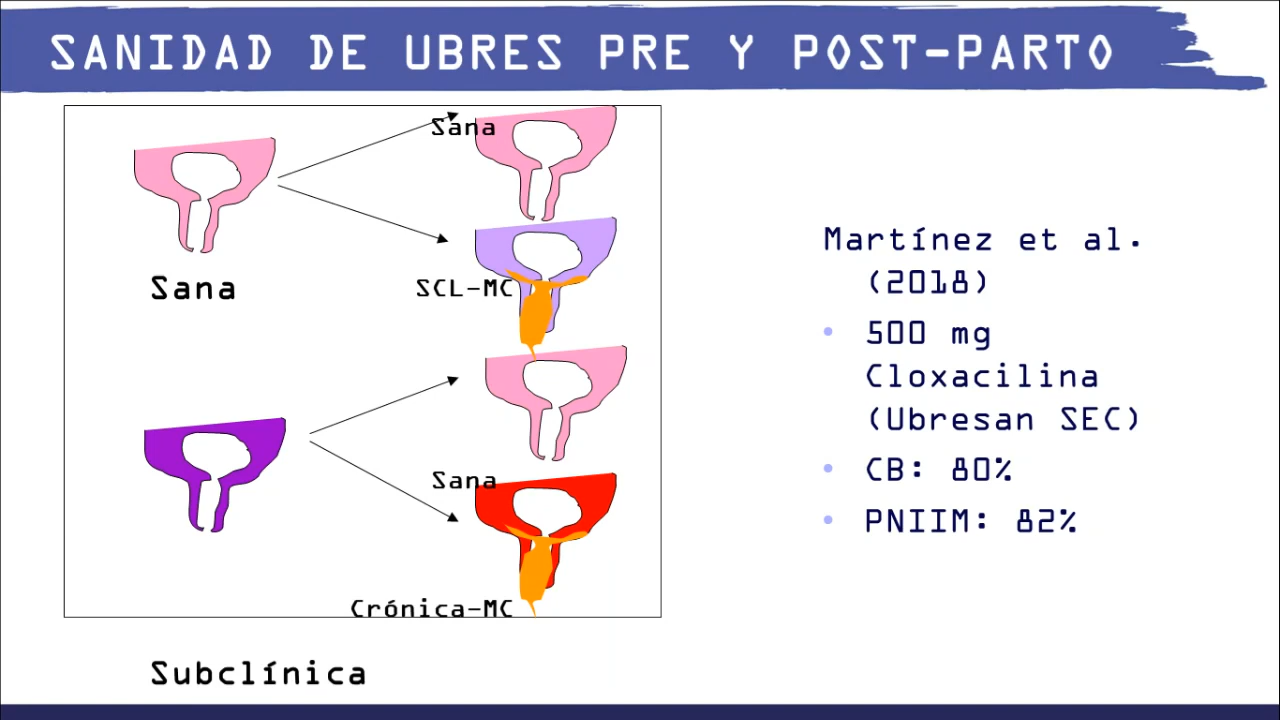 SANIDAD DE UBRES PRE Y POST-PARTO
Sana
Sana
SCL-MC
Sana
Crónica-MC
Subclínica
Martínez et al.
(2018)
• 500 mg
Cloxacilina
(Ubresan SEC)
• CB: 80%
• PNIIM: 82%